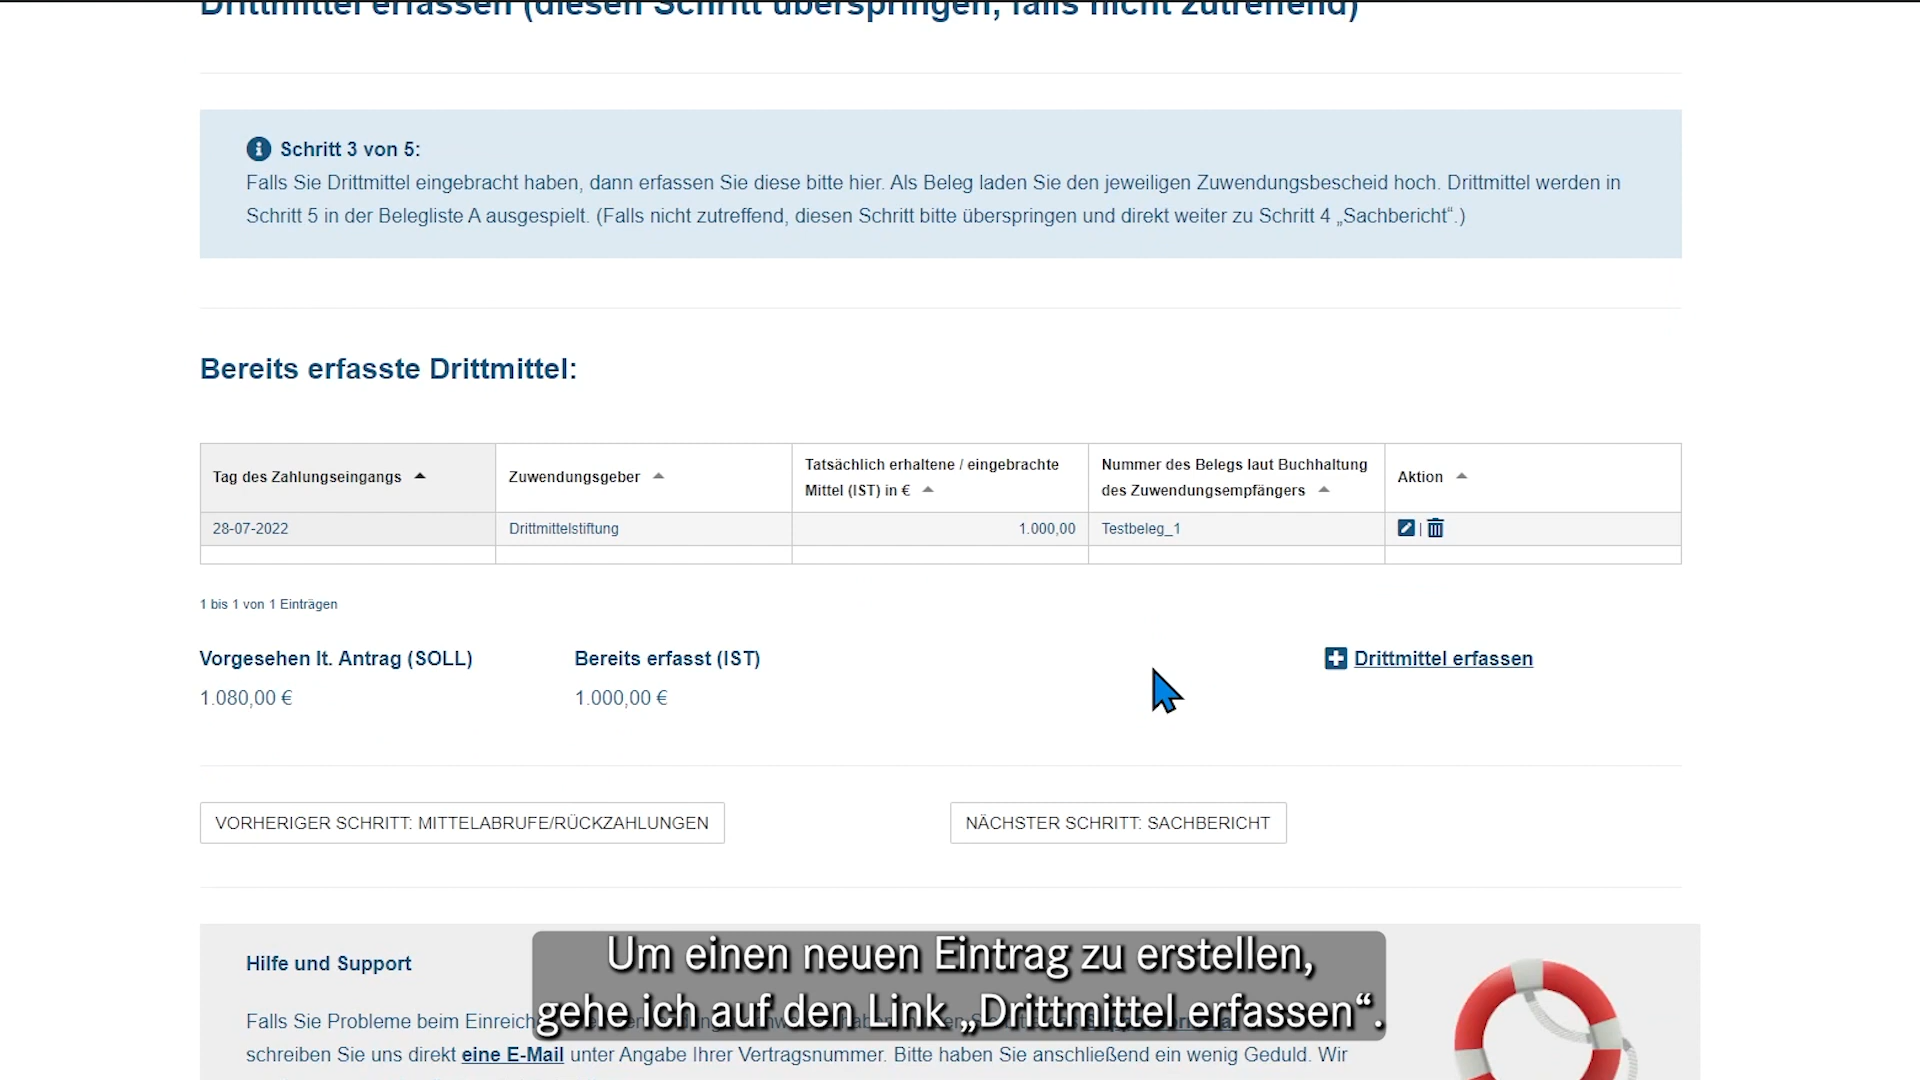 Drittmittel erfassen (diesen Schritt überspringen, falls nicht zutreffend)
Schritt 3 von 5:
Falls Sie Drittmittel eingebracht haben, dann erfassen Sie diese bitte hier. Als Beleg laden Sie den jeweiligen Zuwendungsbescheid hoch. Drittmittel werden in
Schritt 5 in der Belegliste A ausgespielt. (Falls nicht zutreffend, diesen Schritt bitte überspringen und direkt weiter zu Schritt 4 „Sachbericht“.)
Bereits erfasste Drittmittel:
Tag des Zahlungseingangs
Zuwendungsgeber
Tatsächlich erhaltene / eingebrachte
Mittel (IST) in €
Nummer des Belegs laut Buchhaltung
des Zuwendungsempfängers
Aktion
28-07-2022
Drittmittelstiftung
1.000,00
Testbeleg_1
|
1 bis 1 von 1 Einträgen
Vorgesehen lt. Antrag (SOLL)
1.080,00 €
Bereits erfasst (IST)
1.000,00 €
Drittmittel erfassen
VORHERIGER SCHRITT: MITTELABRUFE/RÜCKZAHLUNGEN
NÄCHSTER SCHRITT: SACHBERICHT
Hilfe und Support
Falls Sie Probleme beim
schreiben Sie uns direkt eine E-Mail unter Angabe Ihrer Vertragsnummer. Bitte haben Sie anschließend ein wenig Geduld. Wir
Um einen neuen Eintrag zu erstellen,
gehe ich auf den Link „Drittmittel erfassen“.